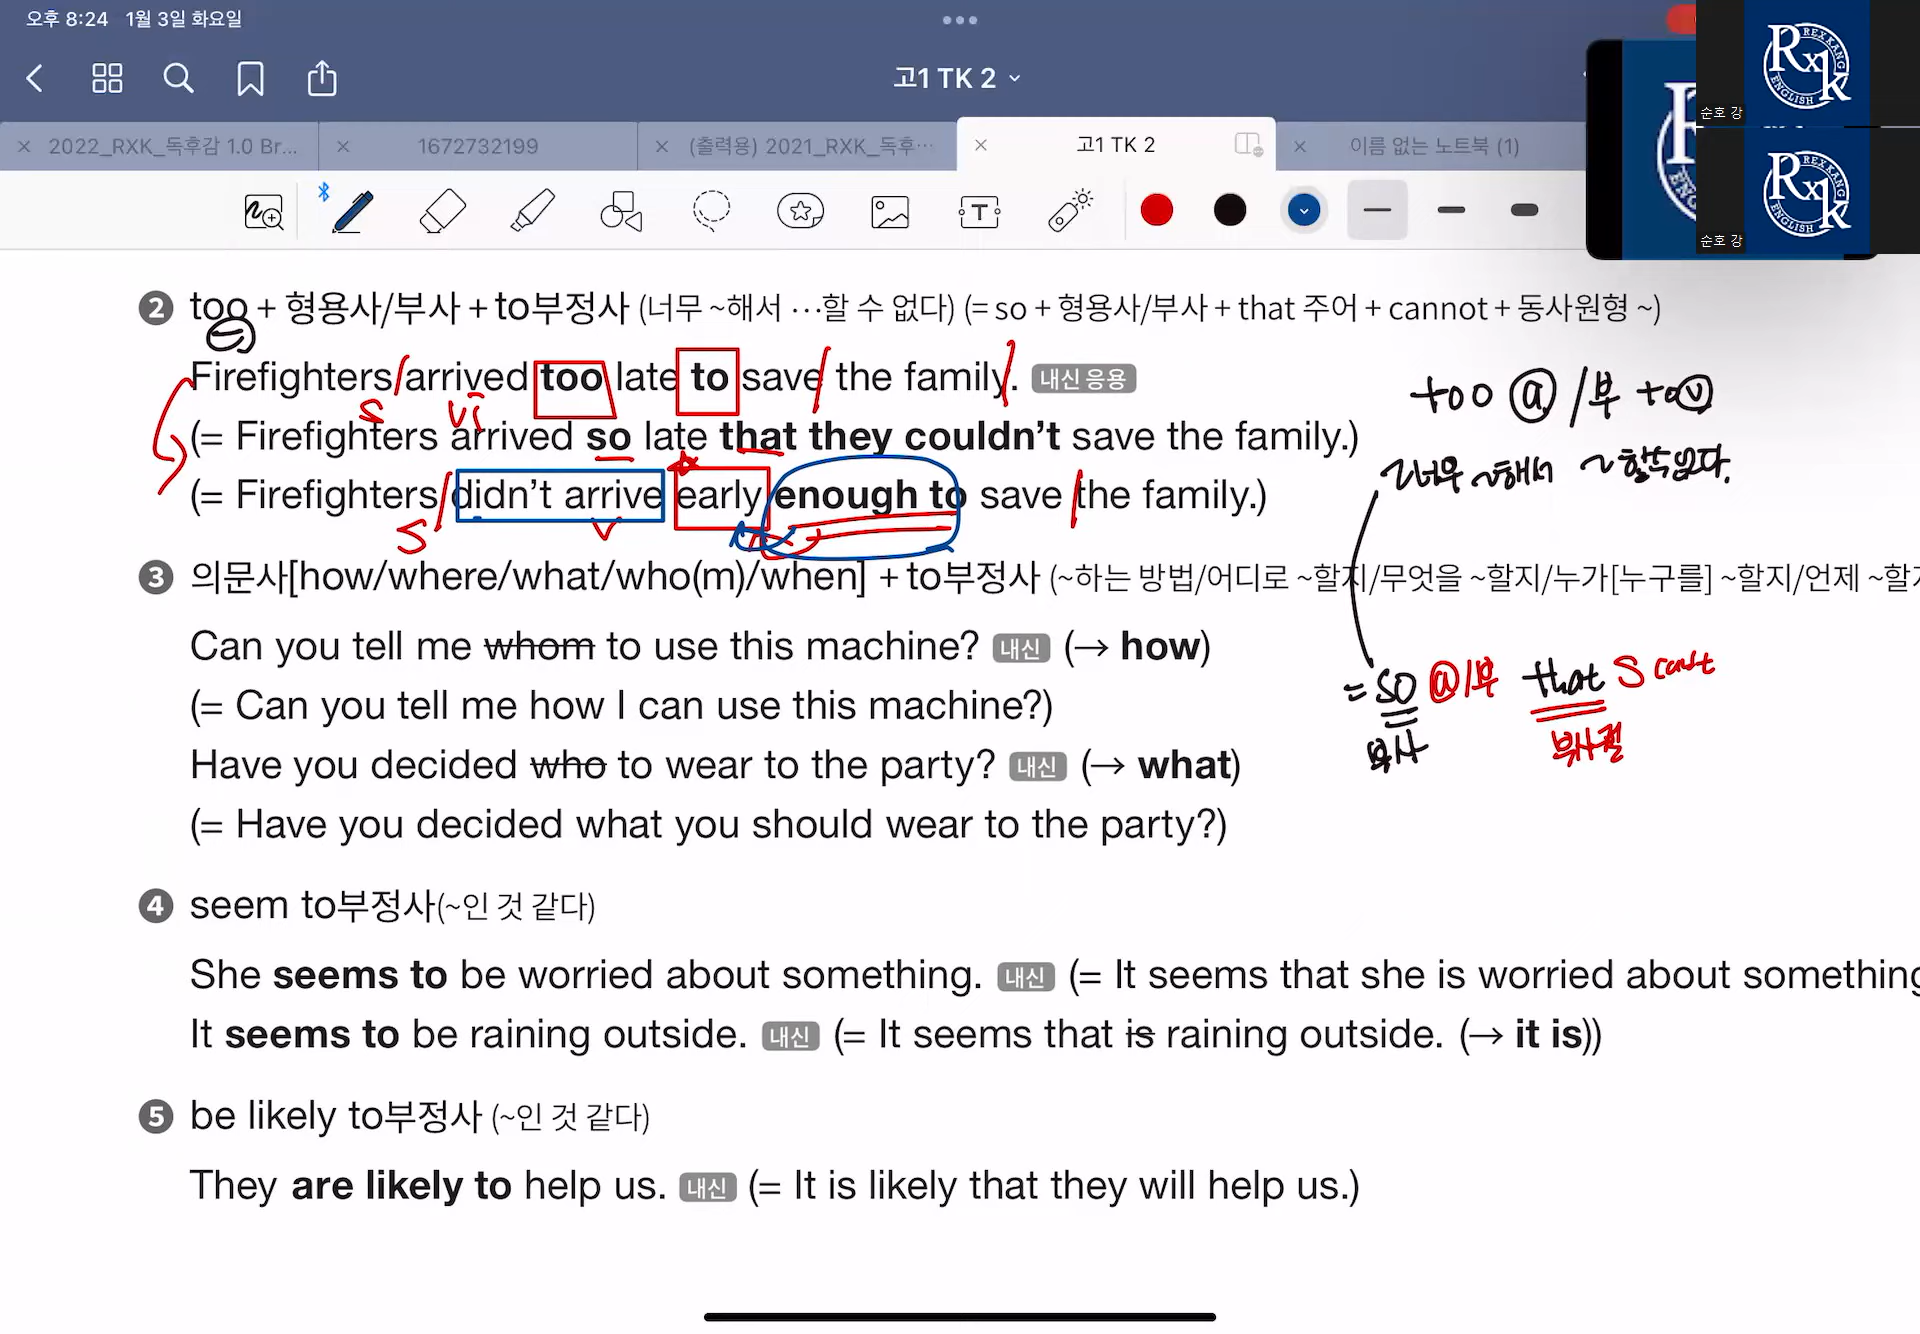 오후 8:24 1월 3일 화요일
고1 TK 2
2022_RXK_독후감 1.0 Br...
1672732199
(출력용) 2021_RXK_독후...
고1 TK 2
이름 없는 노트북 (1)
REX KANG
RxK
ENGLISH
순호 강
REX KANG
RxK
ENGLISH
순호 강
2 too + 형용사/부사 + to부정사 (너무 ~해서 …할 수 없다) (= so + 형용사/부사 + that 주어 + cannot + 동사원형 ~)
Firefighters/arrived too late to save/ the family. 내신 응용
S vi
(= Firefighters arrived so late that they couldn't save the family.)
(= Firefighters/didn't arrive early enough to save the family.)
S V
too ⓐ/부 to ⓥ
너무 ~해서 ~할 수 없다.
= so ⓐ/부 that S can't
부사 부사절
3 의문사[how/where/what/who(m)/when] + to부정사 (~하는 방법/어디로 ~할지/무엇을 ~할지/누가[누구를] ~할지/언제 ~할지
Can you tell me whom to use this machine? 내신 (→ how)
(= Can you tell me how I can use this machine?)
Have you decided who to wear to the party? 내신 (→ what)
(= Have you decided what you should wear to the party?)
4 seem to부정사(~인 것 같다)
She seems to be worried about something. 내신 (= It seems that she is worried about something
It seems to be raining outside. 내신 (= It seems that is raining outside. (→ it is))
5 be likely to부정사 (~인 것 같다)
They are likely to help us. 내신 (= It is likely that they will help us.)